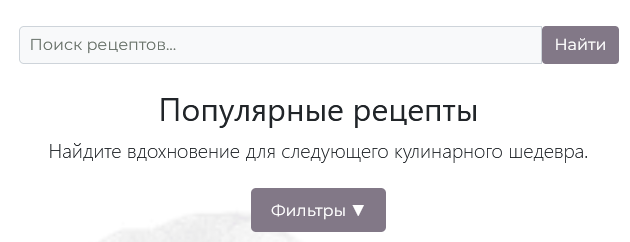 Поиск рецептов...
Найти
Популярные рецепты
Найдите вдохновение для следующего кулинарного шедевра.
Фильтры ▼